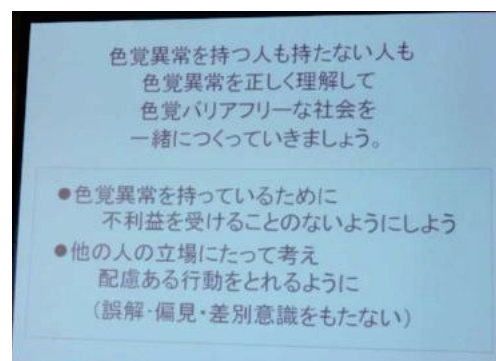 色覚異常を持つ人も持たない人も
色覚異常を正しく理解して
色覚バリアフリーな社会を
一緒につくっていきましょう。
●色覚異常を持っているために
不利益を受けることのないようにしよう
●他の人の立場にたって考え
配慮ある行動をとれるように
（誤解・偏見・差別意識をもたない）